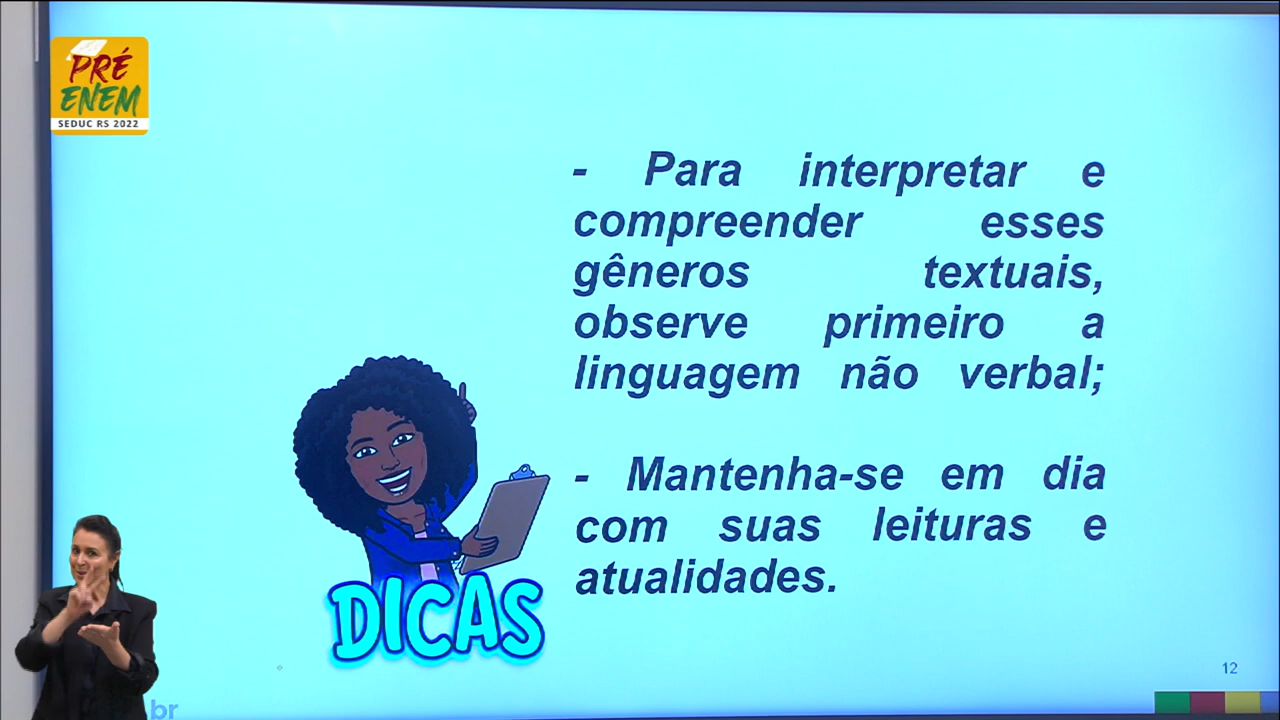 PRÉ
ENEM
SEDUC RS 2022
- Para interpretar e
compreender esses
gêneros textuais,
observe primeiro a
linguagem não verbal;
- Mantenha-se em dia
com suas leituras e
atualidades.
DICAS
12
br